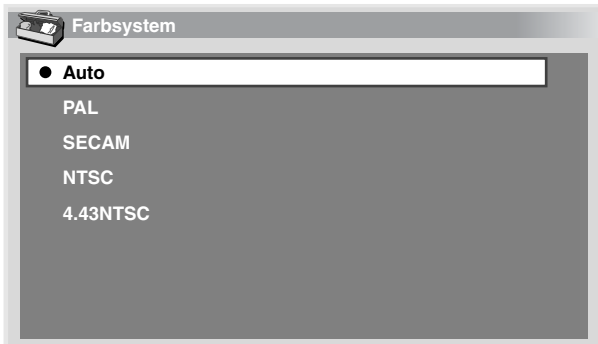 Farbsystem
Auto
PAL
SECAM
NTSC
4.43NTSC